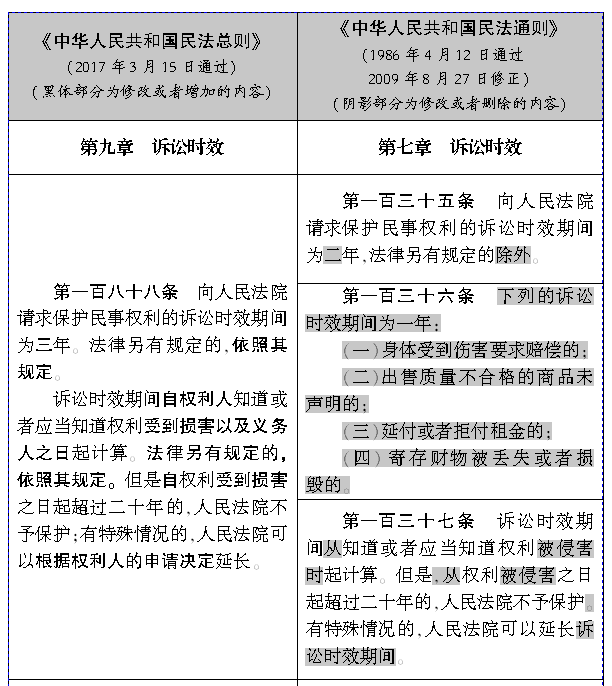 《中华人民共和国民法总则》
(2017 年 3 月 15 日通过)
(黑体部分为修改或者增加的内容)
《中华人民共和国民法通则》
(1986 年 4 月 12 日通过
2009 年 8 月 27 日修正)
(阴影部分为修改或者删除的内容)
第九章 诉讼时效
第七章 诉讼时效
第一百八十八条 向人民法院
请求保护民事权利的诉讼时效期间
为三年。法律另有规定的,依照其
规定。
诉讼时效期间自权利人知道或
者应当知道权利受到损害以及义务
人之日起计算。法律另有规定的,
依照其规定。但是自权利受到损害
之日起超过二十年的,人民法院不
予保护;有特殊情况的,人民法院可
以根据权利人的申请决定延长。
第一百三十五条 向人民法院
请求保护民事权利的诉讼时效期间
为二年,法律另有规定的除外。
第一百三十六条 下列的诉讼
时效期间为一年:
(一)身体受到伤害要求赔偿的;
(二)出售质量不合格的商品未
声明的;
(三)延付或者拒付租金的;
(四)寄存财物被丢失或者损
毁的。
第一百三十七条 诉讼时效期
间从知道或者应当知道权利被侵害
时起计算。但是,从权利被侵害之日
起超过二十年的,人民法院不予保护。
有特殊情况的,人民法院可以延长诉
讼时效期间。